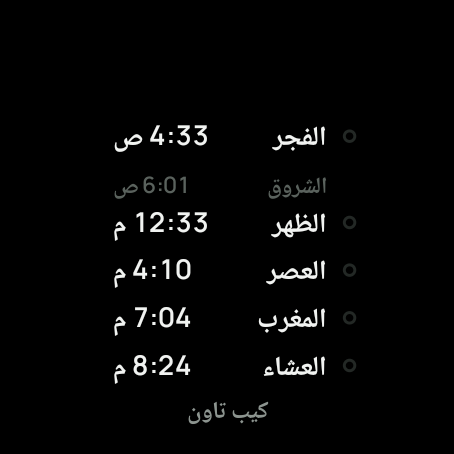 الفجر 4:33 ص
الشروق 6:01 ص
الظهر 12:33 م
العصر 4:10 م
المغرب 7:04 م
العشاء 8:24 م
كيب تاون